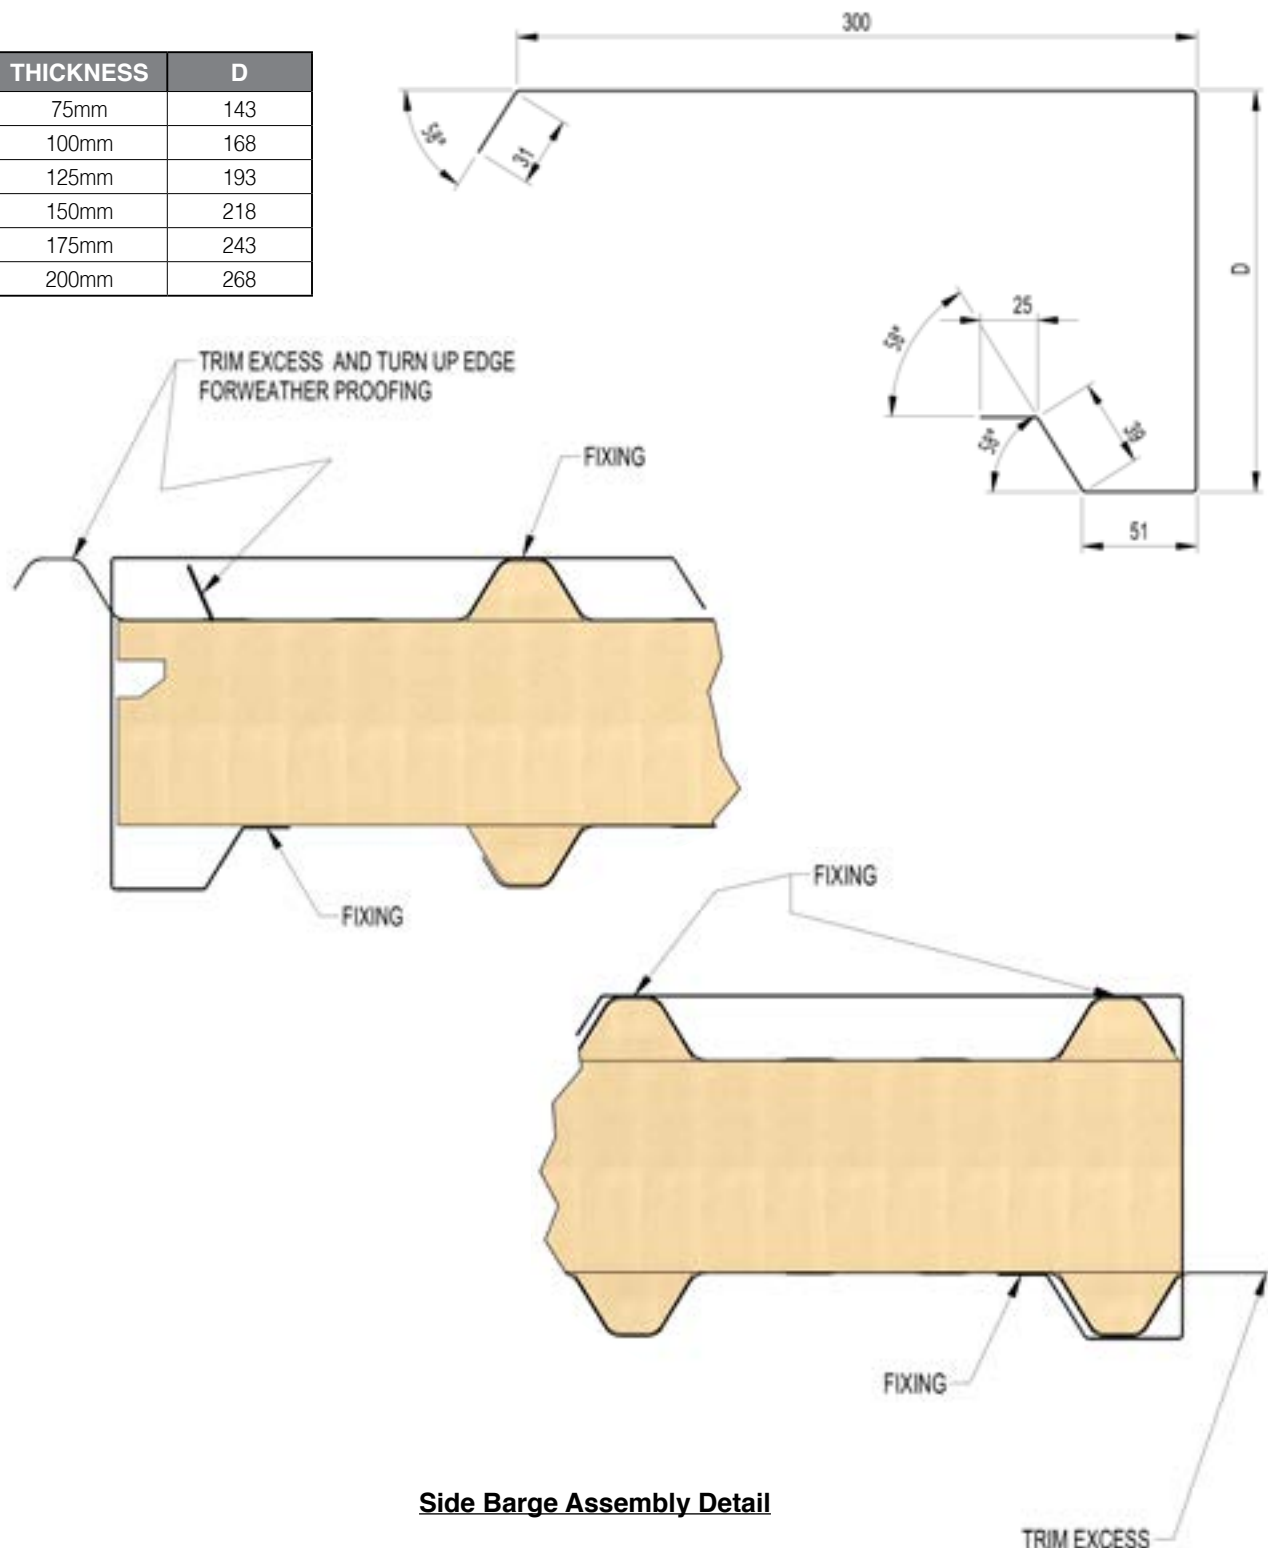 300
THICKNESS D
75mm 143
100mm 168
125mm 193
150mm 218
175mm 243
200mm 268
58°
31
D
25
58°
58°
39
51
TRIM EXCESS AND TURN UP EDGE
FORWEATHER PROOFING
FIXING
FIXING
FIXING
FIXING
Side Barge Assembly Detail
TRIM EXCESS